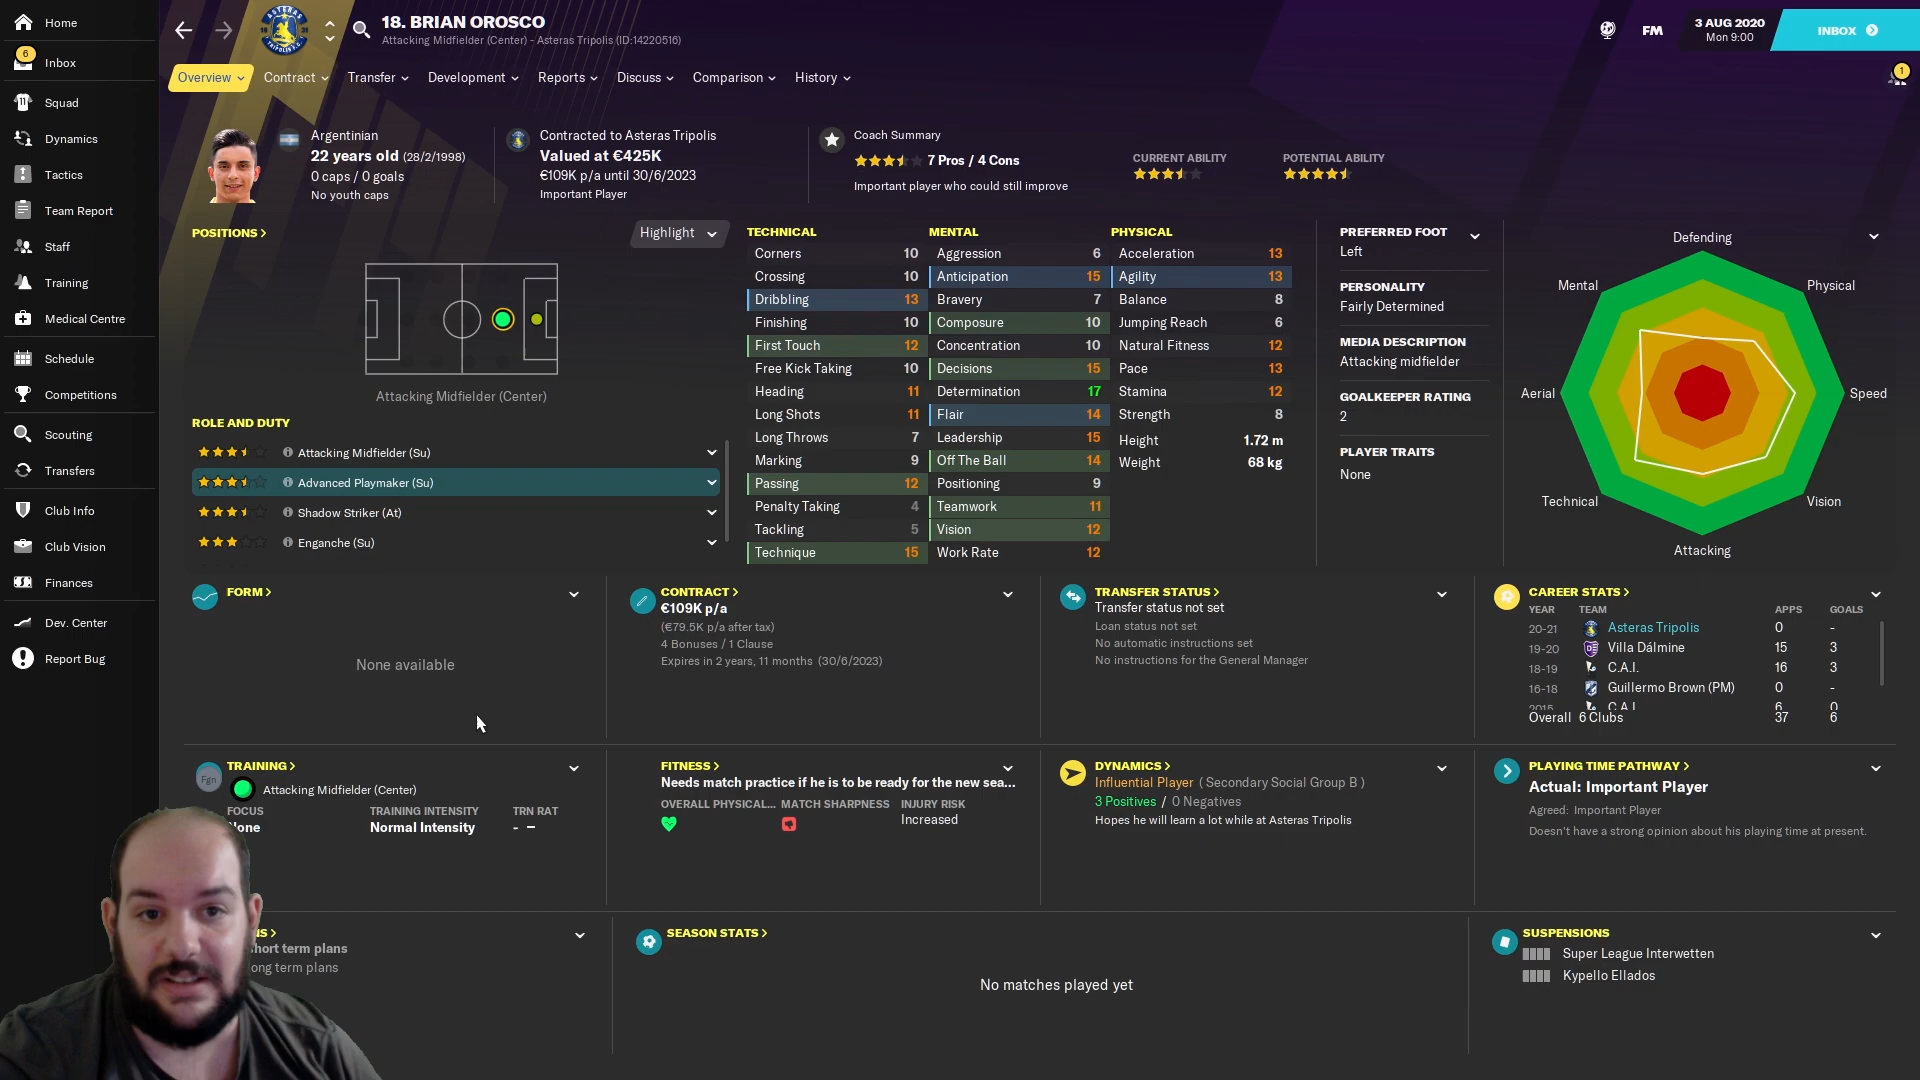 Home
6
Inbox
Squad
Dynamics
Tactics
Team Report
Staff
Training
Medical Centre
Schedule
Competitions
Scouting
Transfers
Club Info
Club Vision
Finances
Dev. Center
Report Bug
18. BRIAN OROSCO
Attacking Midfielder (Center) - Asteras Tripolis (ID:14220516)
FM
3 AUG 2020
Mon 9:00
INBOX
1
Overview
Contract
Transfer
Development
Reports
Discuss
Comparison
History
Argentinian
22 years old (28/2/1998)
0 caps / 0 goals
No youth caps
Contracted to Asteras Tripolis
Valued at €425K
€109K p/a until 30/6/2023
Important Player
Coach Summary
7 Pros / 4 Cons
Important player who could still improve
CURRENT ABILITY
POTENTIAL ABILITY
POSITIONS >
Highlight
Attacking Midfielder (Center)
ROLE AND DUTY
Attacking Midfielder (Su)
Advanced Playmaker (Su)
Shadow Striker (At)
Enganche (Su)
TECHNICAL
Corners 10
Crossing 10
Dribbling 13
Finishing 10
First Touch 12
Free Kick Taking 10
Heading 11
Long Shots 11
Long Throws 7
Marking 9
Passing 12
Penalty Taking 4
Tackling 5
Technique 15
MENTAL
Aggression 6
Anticipation 15
Bravery 7
Composure 10
Concentration 10
Decisions 15
Determination 17
Flair 14
Leadership 15
Off The Ball 14
Positioning 9
Teamwork 11
Vision 12
Work Rate 12
PHYSICAL
Acceleration 13
Agility 13
Balance 8
Jumping Reach 6
Natural Fitness 12
Pace 13
Stamina 12
Strength 8
Height 1.72 m
Weight 68 kg
PREFERRED FOOT
Left
PERSONALITY
Fairly Determined
MEDIA DESCRIPTION
Attacking midfielder
GOALKEEPER RATING
2
PLAYER TRAITS
None
Defending
Physical
Speed
Vision
Attacking
Technical
Aerial
Mental
FORM >
None available
CONTRACT >
€109K p/a
(€79.5K p/a after tax)
4 Bonuses / 1 Clause
Expires in 2 years, 11 months (30/6/2023)
TRANSFER STATUS >
Transfer status not set
Loan status not set
No automatic instructions set
No instructions for the General Manager
CAREER STATS >
YEAR TEAM APPS GOALS
20-21 Asteras Tripolis 0 -
19-20 Villa Dálmine 15 3
18-19 C.A.I. 16 3
16-18 Guillermo Brown (PM) 0 -
2015 C.A.I. 6 0
Overall 6 Clubs 37 6
TRAINING >
Fgn
Attacking Midfielder (Center)
FOCUS TRAINING INTENSITY TRN RAT
None Normal Intensity - –
FITNESS >
Needs match practice if he is to be ready for the new sea...
OVERALL PHYSICAL... MATCH SHARPNESS INJURY RISK
Increased
DYNAMICS >
Influential Player ( Secondary Social Group B )
3 Positives / 0 Negatives
Hopes he will learn a lot while at Asteras Tripolis
PLAYING TIME PATHWAY >
Actual: Important Player
Agreed: Important Player
Doesn't have a strong opinion about his playing time at present.
NS >
hort term plans
ong term plans
SEASON STATS >
No matches played yet
SUSPENSIONS
Super League Interwetten
Kypello Ellados